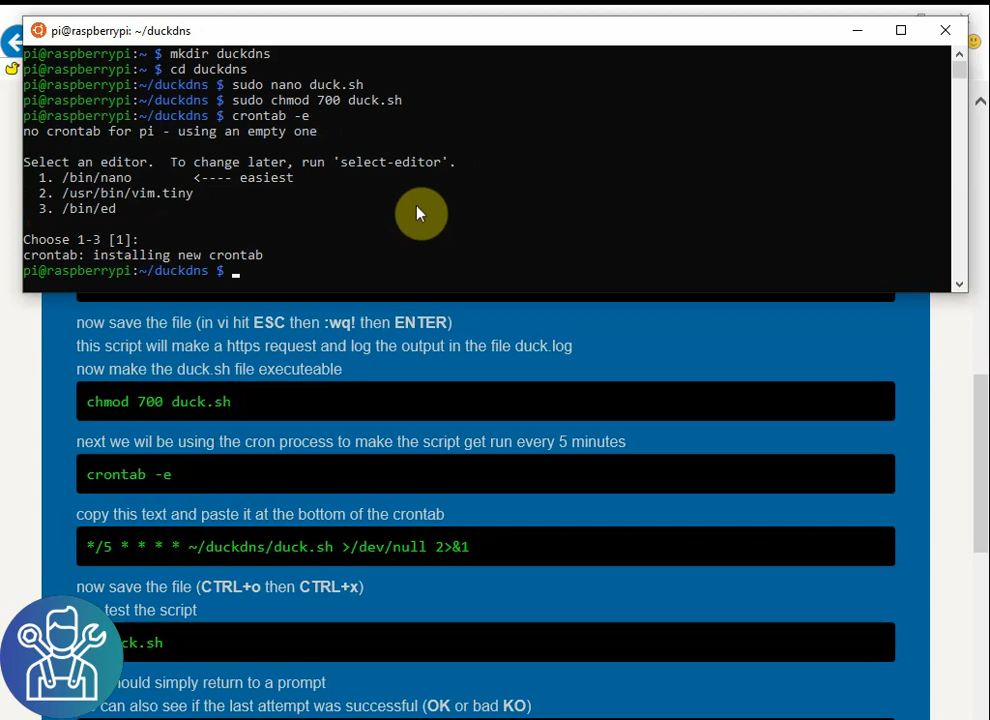 pi@raspberrypi: ~/duckdns
pi@raspberrypi:~ $ mkdir duckdns
pi@raspberrypi:~ $ cd duckdns
pi@raspberrypi:~/duckdns $ sudo nano duck.sh
pi@raspberrypi:~/duckdns $ sudo chmod 700 duck.sh
pi@raspberrypi:~/duckdns $ crontab -e
no crontab for pi - using an empty one
Select an editor.  To change later, run 'select-editor'.
1. /bin/nano        <---- easiest
2. /usr/bin/vim.tiny
3. /bin/ed
Choose 1-3 [1]:
crontab: installing new crontab
pi@raspberrypi:~/duckdns $
now save the file (in vi hit ESC then :wq! then ENTER)
this script will make a https request and log the output in the file duck.log
now make the duck.sh file executeable
chmod 700 duck.sh
next we wil be using the cron process to make the script get run every 5 minutes
crontab -e
copy this text and paste it at the bottom of the crontab
*/5 * * * * ~/duckdns/duck.sh >/dev/null 2>&1
now save the file (CTRL+o then CTRL+x)
test the script
ck.sh
hould simply return to a prompt
can also see if the last attempt was successful (OK or bad KO)